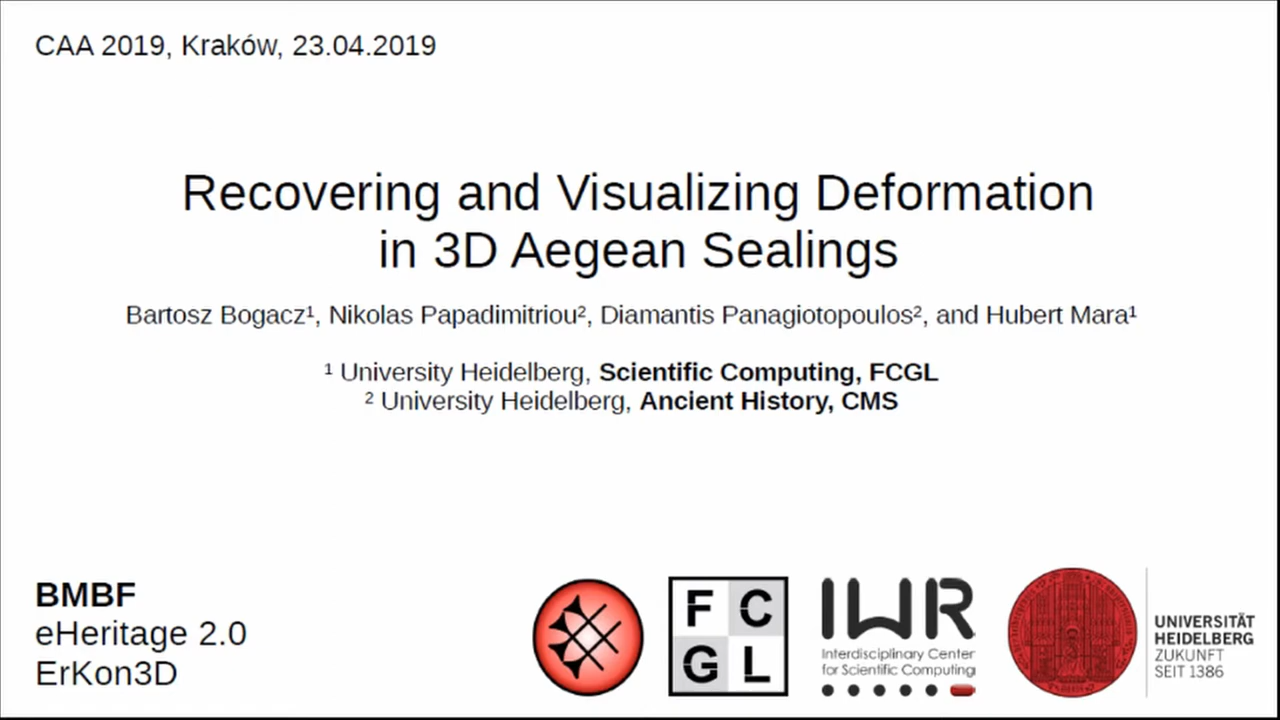 CAA 2019, Kraków, 23.04.2019
Recovering and Visualizing Deformation
in 3D Aegean Sealings
Bartosz Bogacz¹, Nikolas Papadimitriou², Diamantis Panagiotopoulos², and Hubert Mara¹
¹ University Heidelberg, Scientific Computing, FCGL
² University Heidelberg, Ancient History, CMS
BMBF
eHeritage 2.0
ErKon3D
F C
G L
IWR
Interdisciplinary Center
for Scientific Computing
UNIVERSITÄT
HEIDELBERG
ZUKUNFT
SEIT 1386